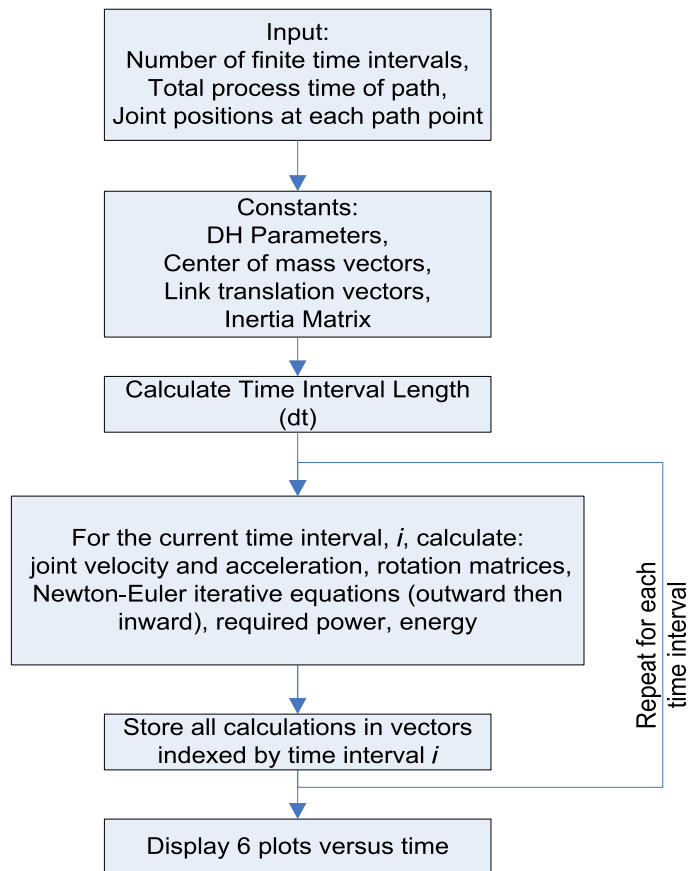 Input:
Number of finite time intervals,
Total process time of path,
Joint positions at each path point
Constants:
DH Parameters,
Center of mass vectors,
Link translation vectors,
Inertia Matrix
Calculate Time Interval Length
(dt)
For the current time interval, i, calculate:
joint velocity and acceleration, rotation matrices,
Newton-Euler iterative equations (outward then
inward), required power, energy
Repeat for each
time interval
Store all calculations in vectors
indexed by time interval i
Display 6 plots versus time